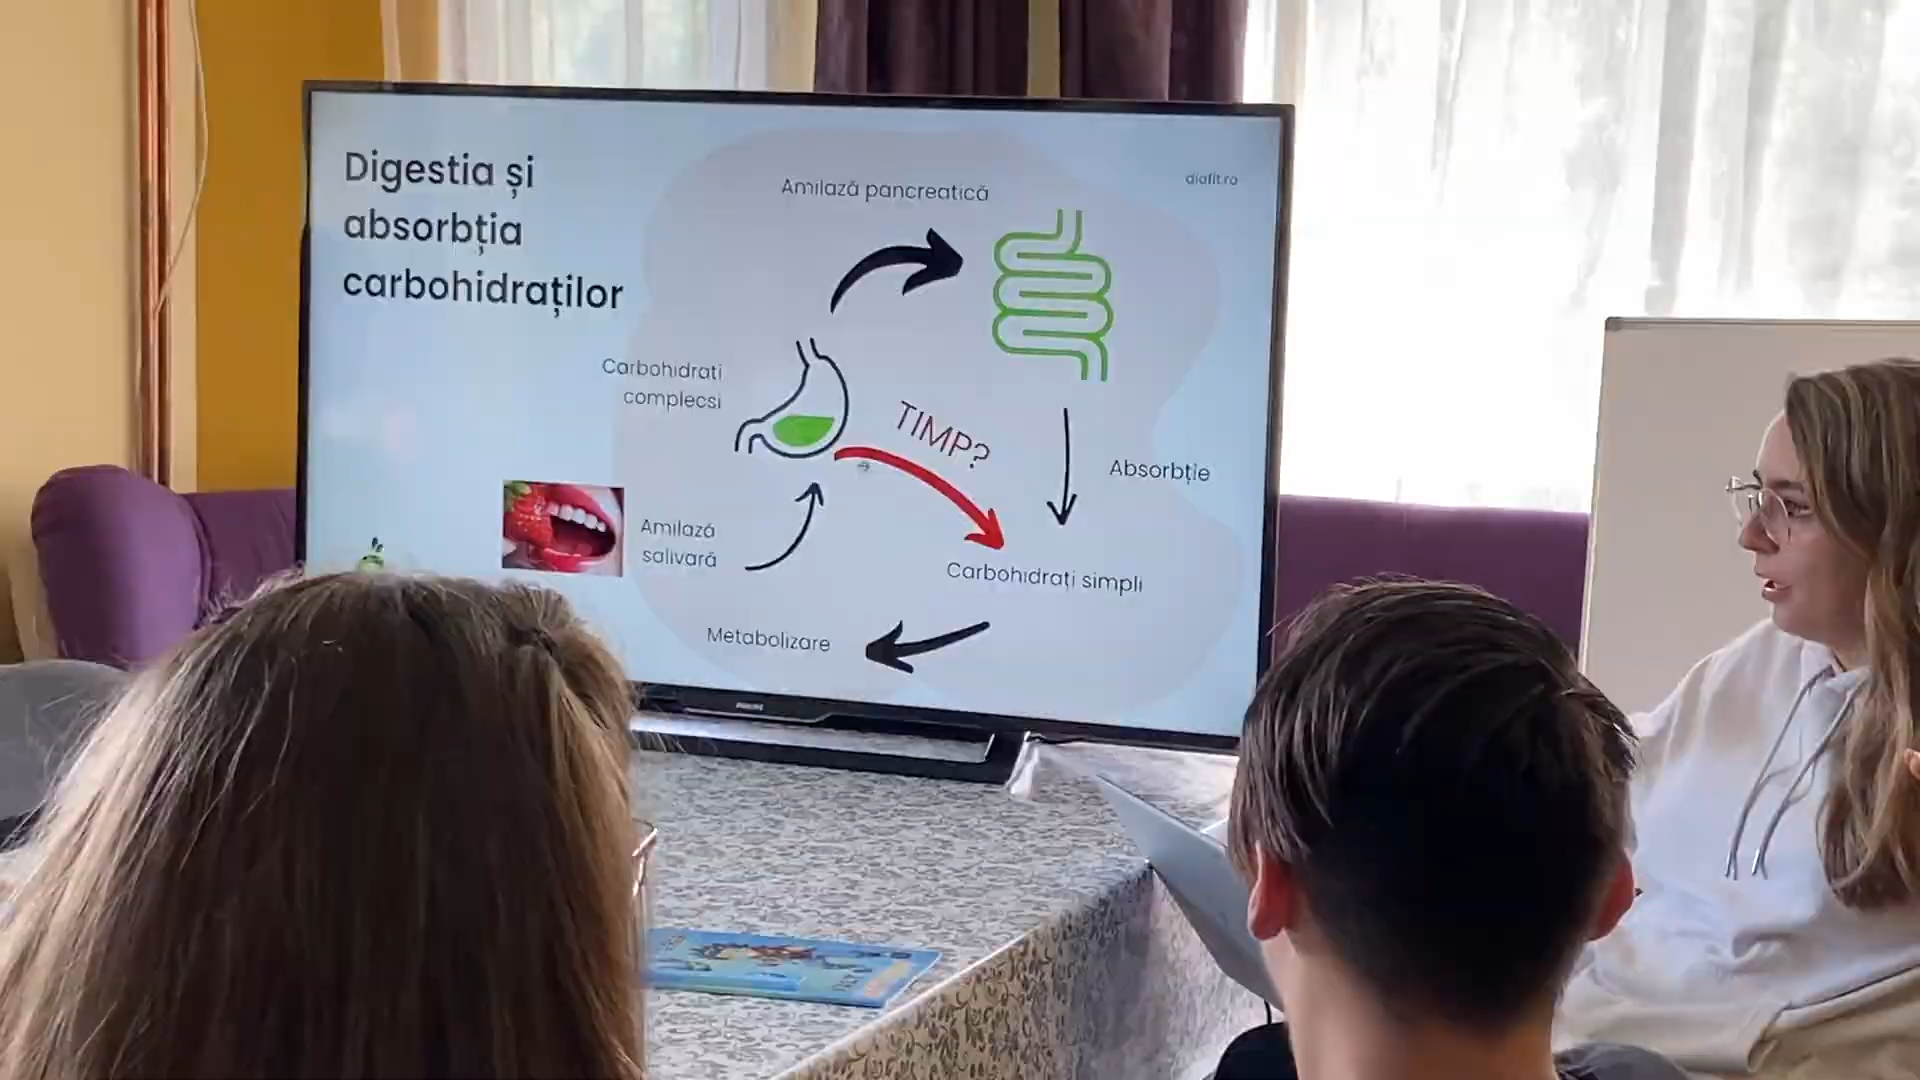 Digestia și
absorbția
carbohidraților
Amilază pancreatică
diafit.ro
Carbohidrati
complecsi
TIMP?
Absorbție
Amilază
salivară
Carbohidrați simpli
Metabolizare
PHILIPS